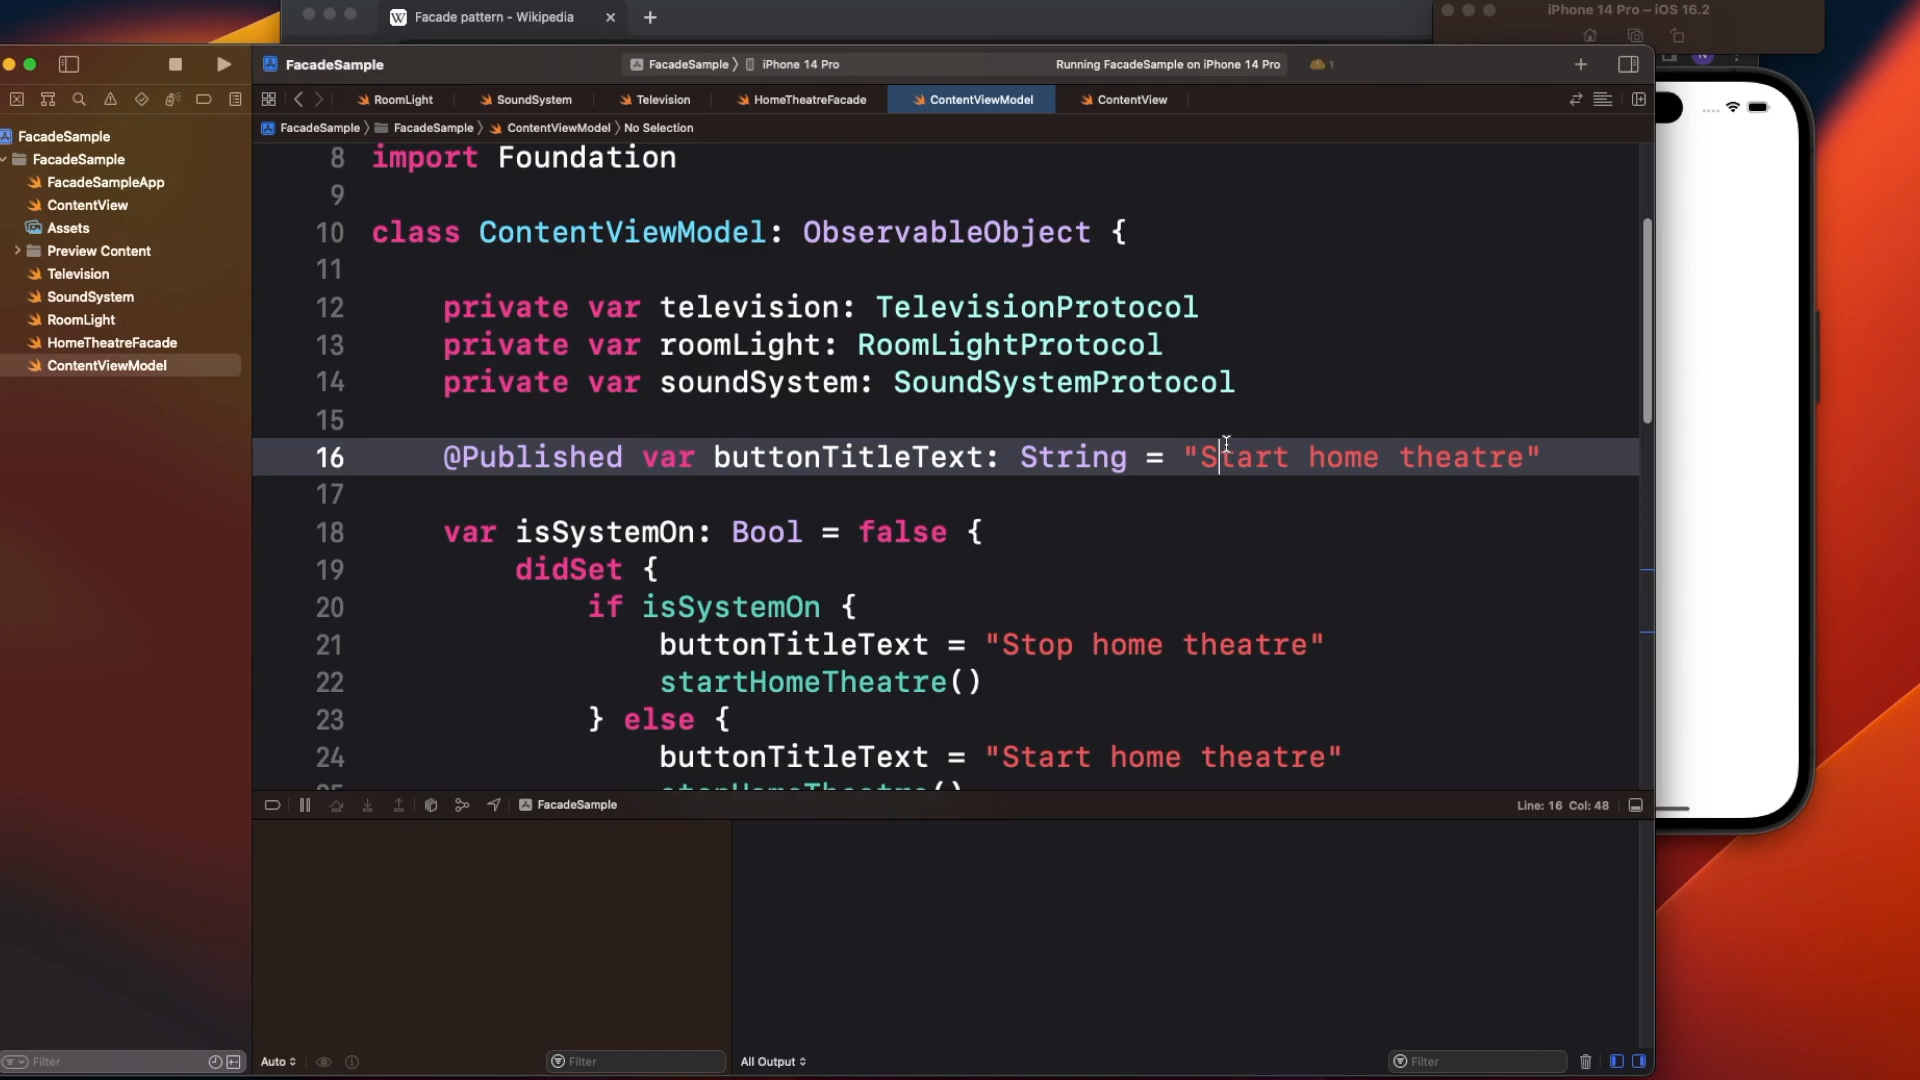 Facade pattern - Wikipedia
iPhone 14 Pro – iOS 16.2
FacadeSample
FacadeSample 〉 iPhone 14 Pro
Running FacadeSample on iPhone 14 Pro
1
RoomLight
SoundSystem
Television
HomeTheatreFacade
ContentViewModel
ContentView
FacadeSample 〉 FacadeSample 〉 ContentViewModel 〉 No Selection
FacadeSample
FacadeSample
FacadeSampleApp
ContentView
Assets
Preview Content
Television
SoundSystem
RoomLight
HomeTheatreFacade
ContentViewModel
8 import Foundation
9
10 class ContentViewModel: ObservableObject {
11
12 private var television: TelevisionProtocol
13 private var roomLight: RoomLightProtocol
14 private var soundSystem: SoundSystemProtocol
15
16 @Published var buttonTitleText: String = "Start home theatre"
17
18 var isSystemOn: Bool = false {
19 didSet {
20 if isSystemOn {
21 buttonTitleText = "Stop home theatre"
22 startHomeTheatre()
23 } else {
24 buttonTitleText = "Start home theatre"
25 stopHomeTheatre()
FacadeSample
Line: 16 Col: 48
Filter
Auto
Filter
All Output
Filter